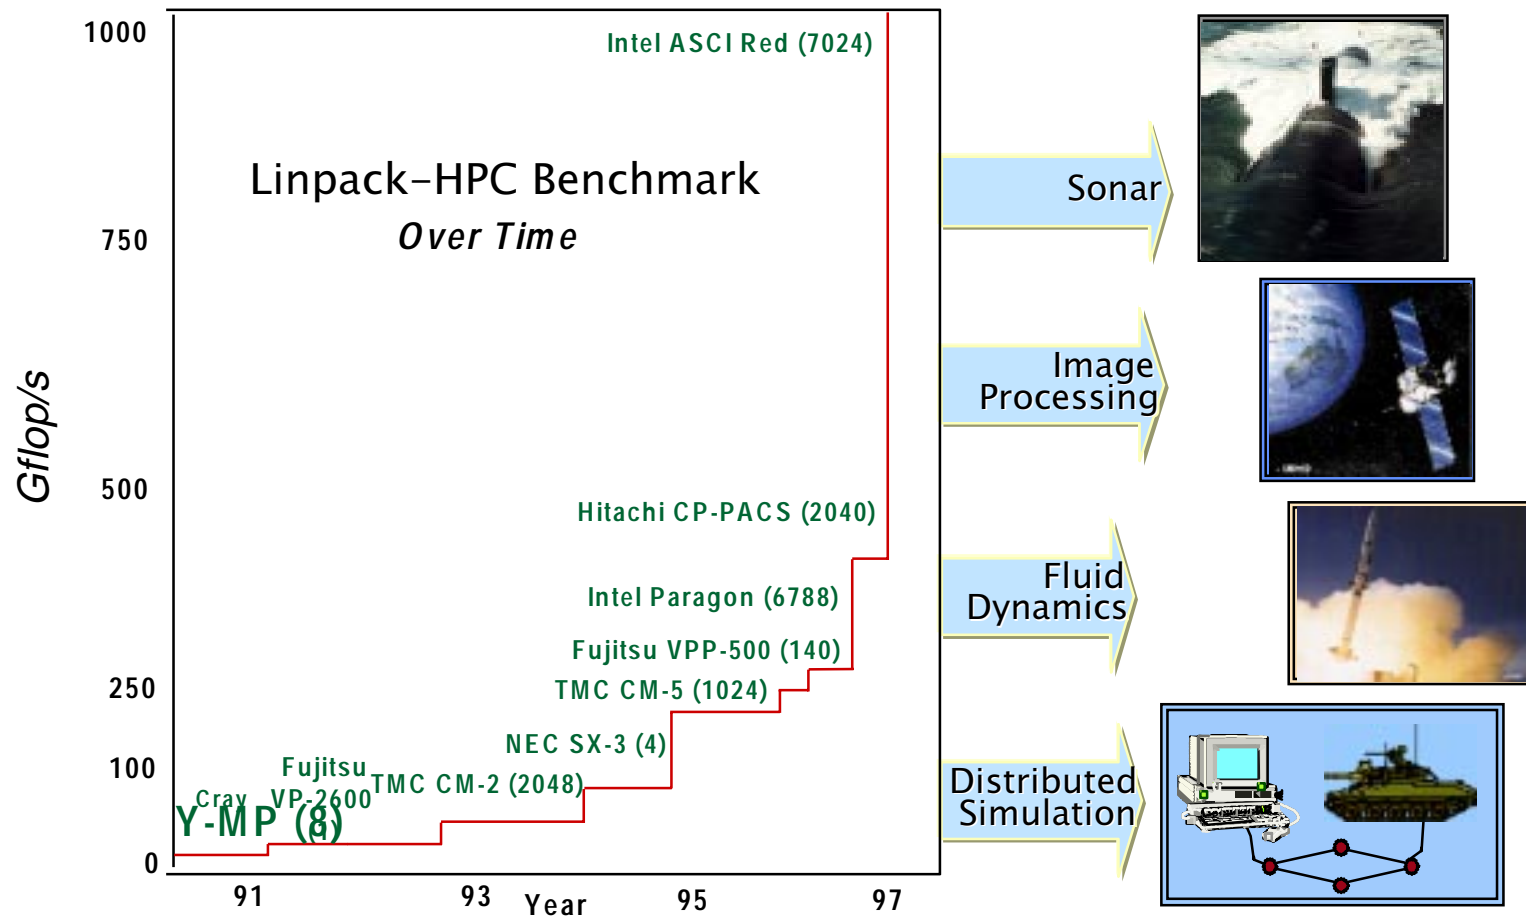 1000
Intel ASCI Red (7024)
Linpack-HPC Benchmark
Over Time
750
Gflop/s
500
Hitachi CP-PACS (2040)
Intel Paragon (6788)
Fujitsu VPP-500 (140)
250
TMC CM-5 (1024)
NEC SX-3 (4)
100
Fujitsu
VP-2600
(1)
TMC CM-2 (2048)
Cray
Y-MP (8)
0
91
93
Year
95
97
Sonar
Image
Processing
Fluid
Dynamics
Distributed
Simulation